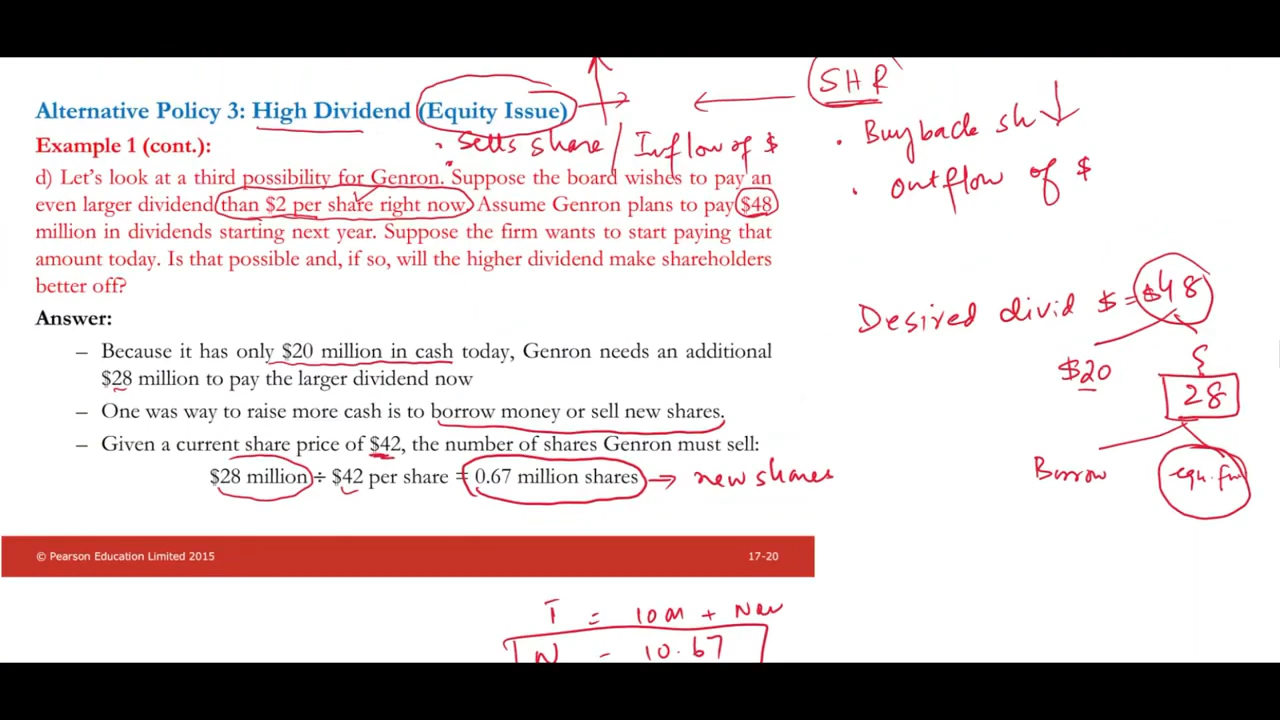 SHR
Alternative Policy 3: High Dividend (Equity Issue)
Example 1 (cont.):
• Sells share / Inflow of $
• Buyback sh ↓
• outflow of $
d) Let's look at a third possibility for Genron. Suppose the board wishes to pay an
even larger dividend than $2 per share right now. Assume Genron plans to pay $48
million in dividends starting next year. Suppose the firm wants to start paying that
amount today. Is that possible and, if so, will the higher dividend make shareholders
better off?
Desired divid $ = $48
$20
28
Borrow
Answer:
– Because it has only $20 million in cash today, Genron needs an additional
$28 million to pay the larger dividend now
– One was way to raise more cash is to borrow money or sell new shares.
– Given a current share price of $42, the number of shares Genron must sell:
$28 million ÷ $42 per share = 0.67 million shares → new shares
© Pearson Education Limited 2015
17-20
T = 10m + New
N = 10.67